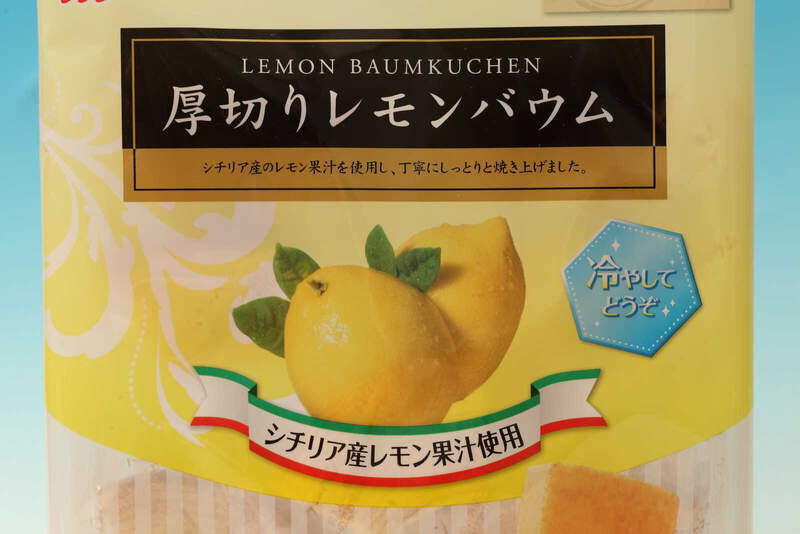 LEMON BAUMKUCHEN
厚切りレモンバウム
シチリア産のレモン果汁を使用し、丁寧にしっとりと焼き上げました。
冷やして
どうぞ
シチリア産レモン果汁使用